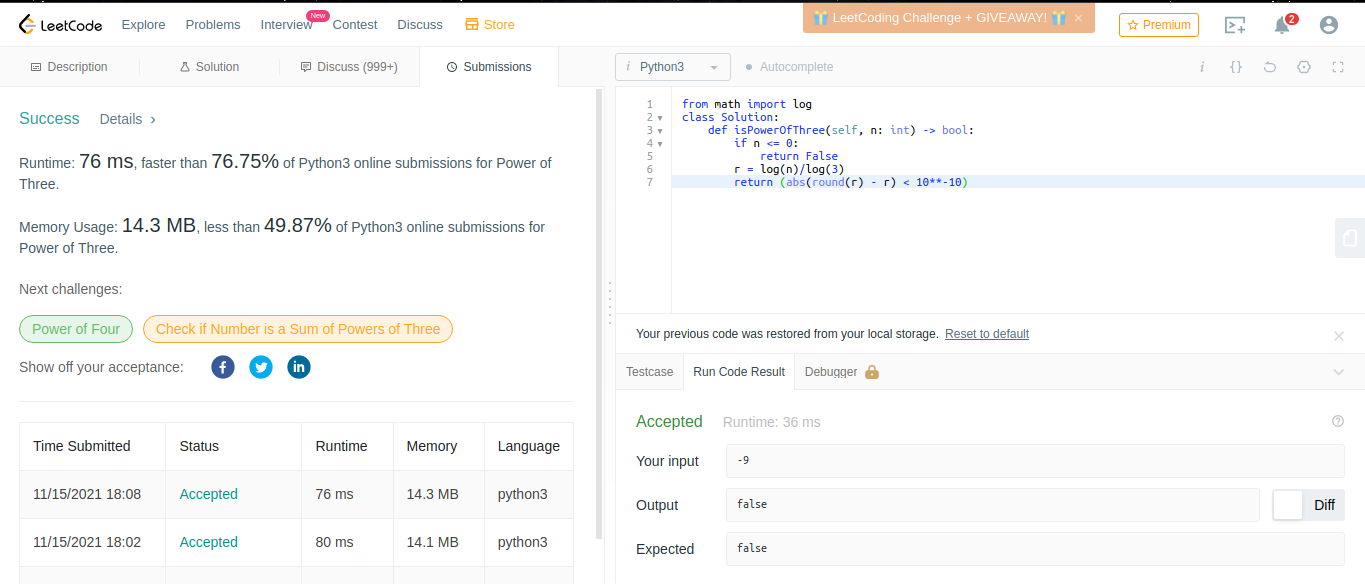 LeetCode Explore Problems Interview New Contest Discuss Store 🎁 LeetCoding Challenge + GIVEAWAY! 🎁 × Premium 2
Description Solution Discuss (999+) Submissions
Success Details >
Runtime: 76 ms, faster than 76.75% of Python3 online submissions for Power of
Three.
Memory Usage: 14.3 MB, less than 49.87% of Python3 online submissions for
Power of Three.
Next challenges:
Power of Four Check if Number is a Sum of Powers of Three
Show off your acceptance: f in
Time Submitted Status Runtime Memory Language
11/15/2021 18:08 Accepted 76 ms 14.3 MB python3
11/15/2021 18:02 Accepted 80 ms 14.1 MB python3
i Python3 Autocomplete i {}
1 from math import log
2 class Solution:
3 def isPowerOfThree(self, n: int) -> bool:
4 if n <= 0:
5 return False
6 r = log(n)/log(3)
7 return (abs(round(r) - r) < 10**-10)
Your previous code was restored from your local storage. Reset to default
Testcase Run Code Result Debugger
Accepted Runtime: 36 ms
Your input -9
Output false Diff
Expected false